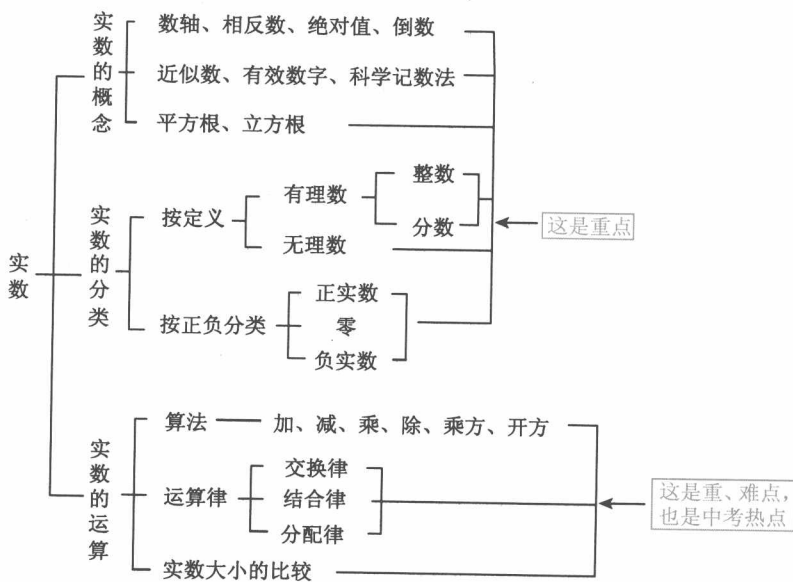 实数
实数的概念
数轴、相反数、绝对值、倒数
近似数、有效数字、科学记数法
平方根、立方根
实数的分类
按定义
有理数
整数
分数
无理数
按正负分类
正实数
零
负实数
这是重点
实数的运算
算法
加、减、乘、除、乘方、开方
运算律
交换律
结合律
分配律
实数大小的比较
这是重、难点，
也是中考热点